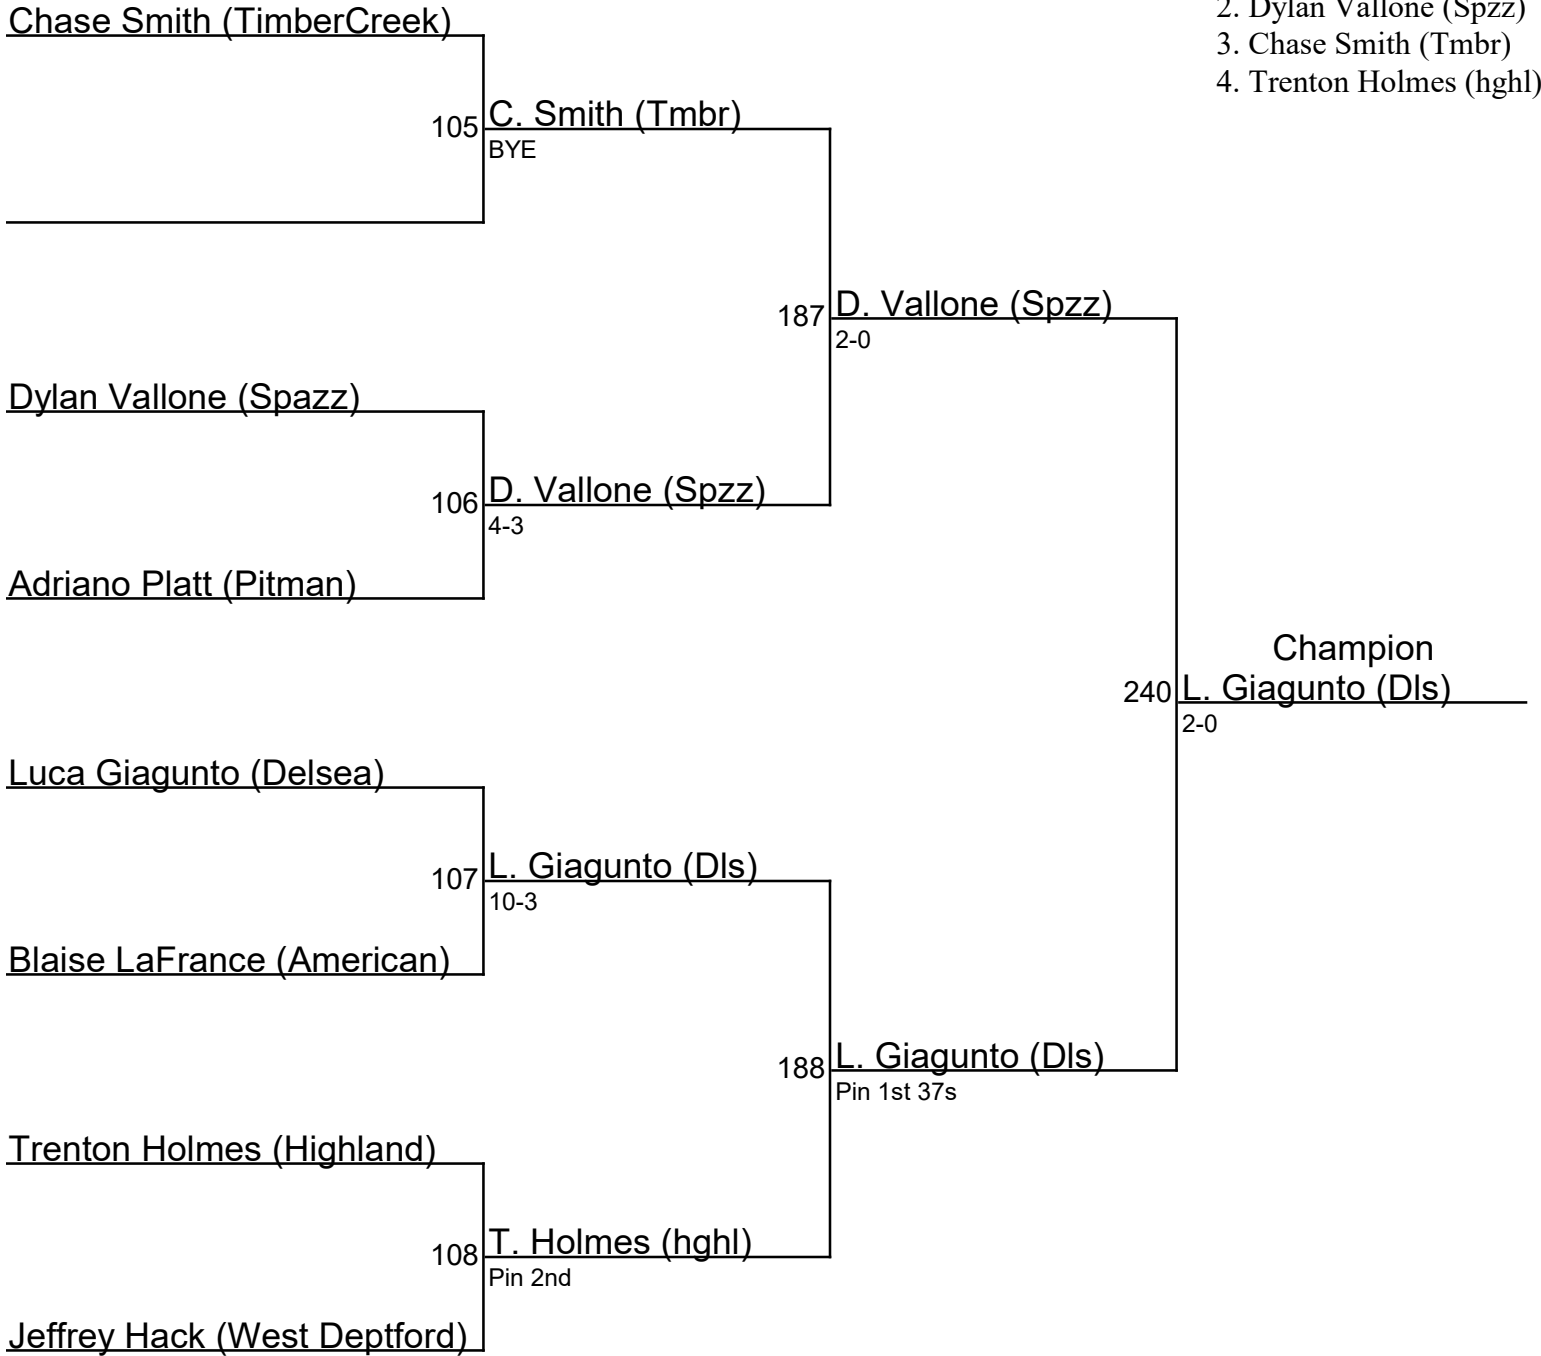 Chase Smith (TimberCreek)
2. Dylan Vallone (Spzz)
3. Chase Smith (Tmbr)
4. Trenton Holmes (hghl)
105
C. Smith (Tmbr)
BYE
187
D. Vallone (Spzz)
2-0
Dylan Vallone (Spazz)
106
D. Vallone (Spzz)
4-3
Adriano Platt (Pitman)
Champion
240
L. Giagunto (Dls)
2-0
Luca Giagunto (Delsea)
107
L. Giagunto (Dls)
10-3
Blaise LaFrance (American)
188
L. Giagunto (Dls)
Pin 1st 37s
Trenton Holmes (Highland)
108
T. Holmes (hghl)
Pin 2nd
Jeffrey Hack (West Deptford)